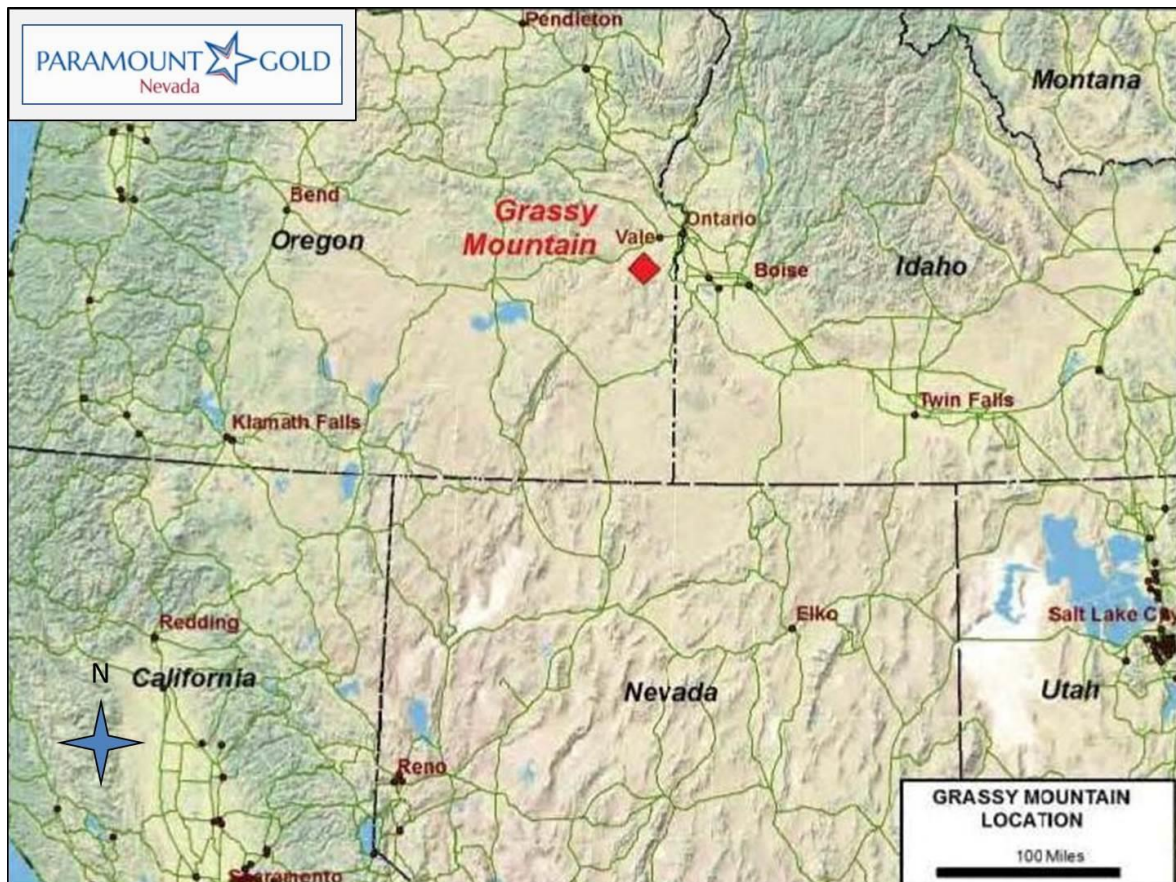 PARAMOUNT GOLD
Nevada
Pendleton
Montana
Bend
Grassy
Mountain
Oregon
Vale
Ontario
Boise
Idaho
Klamath Falls
Twin Falls
Redding
Elko
Salt Lake City
N
California
Nevada
Utah
Reno
GRASSY MOUNTAIN
LOCATION
100 Miles
Sacramento